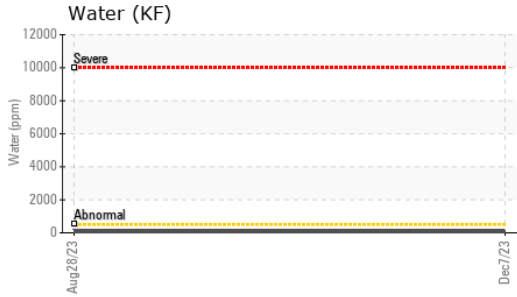 Water (KF)
12000
10000
8000
6000
4000
2000
0
Water (ppm)
Severe
Abnormal
Aug28/23
Dec7/23